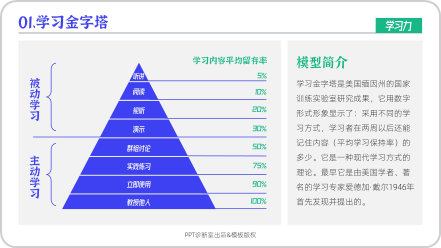 01.学习金字塔
学习力
学习内容平均留存率
被动学习
听讲 5%
阅读 10%
视听 20%
演示 30%
主动学习
群组讨论 50%
实践练习 75%
立即使用 90%
教授他人 100%
模型简介
学习金字塔是美国缅因州的国家
训练实验室研究成果，它用数字
形式形象显示了：采用不同的学
习方式，学习者在两周以后还能
记住内容（平均学习保持率）的
多少。它是一种现代学习方式的
理论。最早它是由美国学者、著
名的学习专家爱德加·戴尔1946年
首先发现并提出的。
PPT@新蓝出品&模板版权